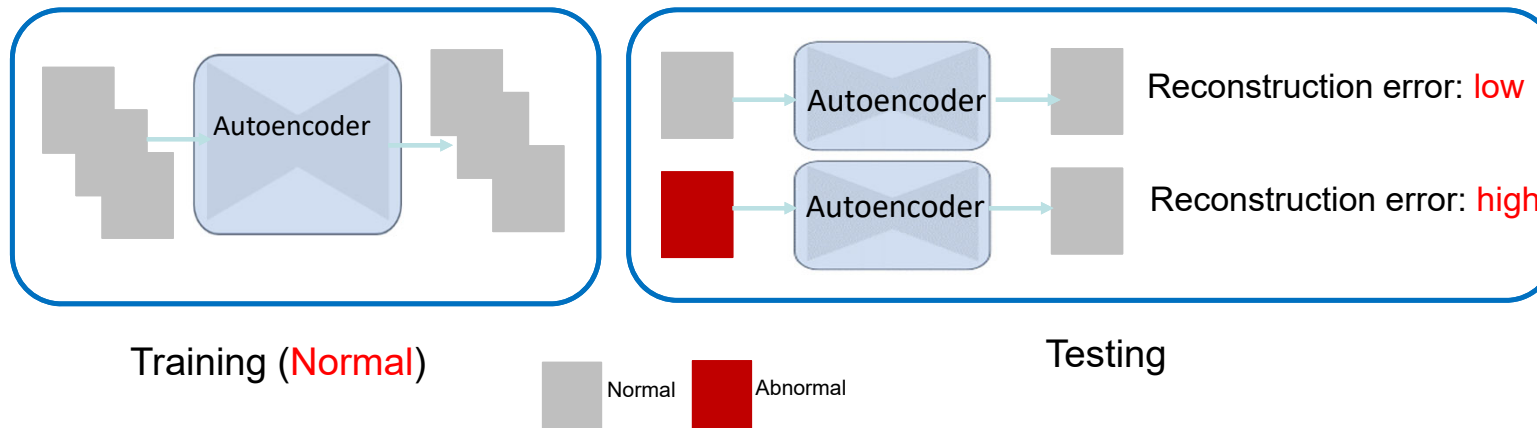 Autoencoder
Training (Normal)
Autoencoder
Reconstruction error: low
Autoencoder
Reconstruction error: high
Testing
Normal
Abnormal